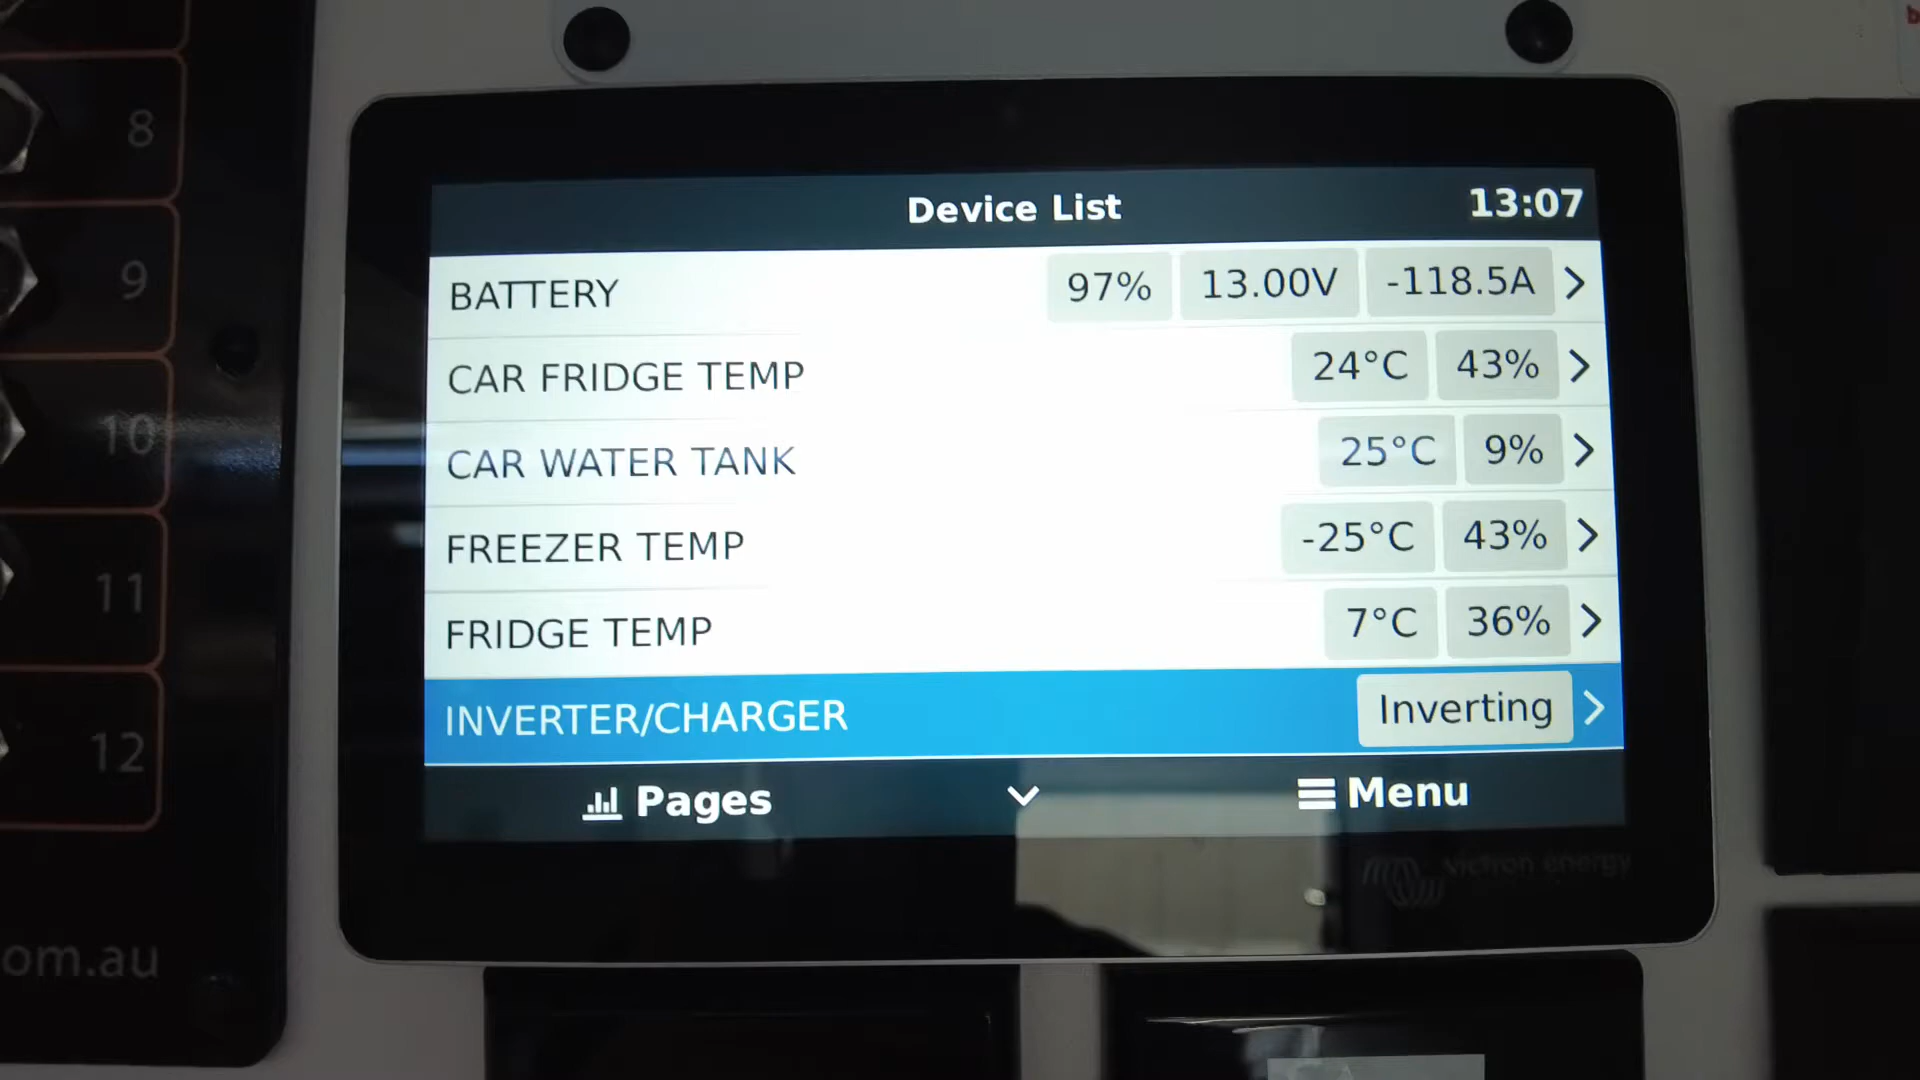 8
9
10
11
12
om.au
Device List 13:07
BATTERY 97% 13.00V -118.5A
CAR FRIDGE TEMP 24°C 43%
CAR WATER TANK 25°C 9%
FREEZER TEMP -25°C 43%
FRIDGE TEMP 7°C 36%
INVERTER/CHARGER Inverting
Pages Menu
victron energy